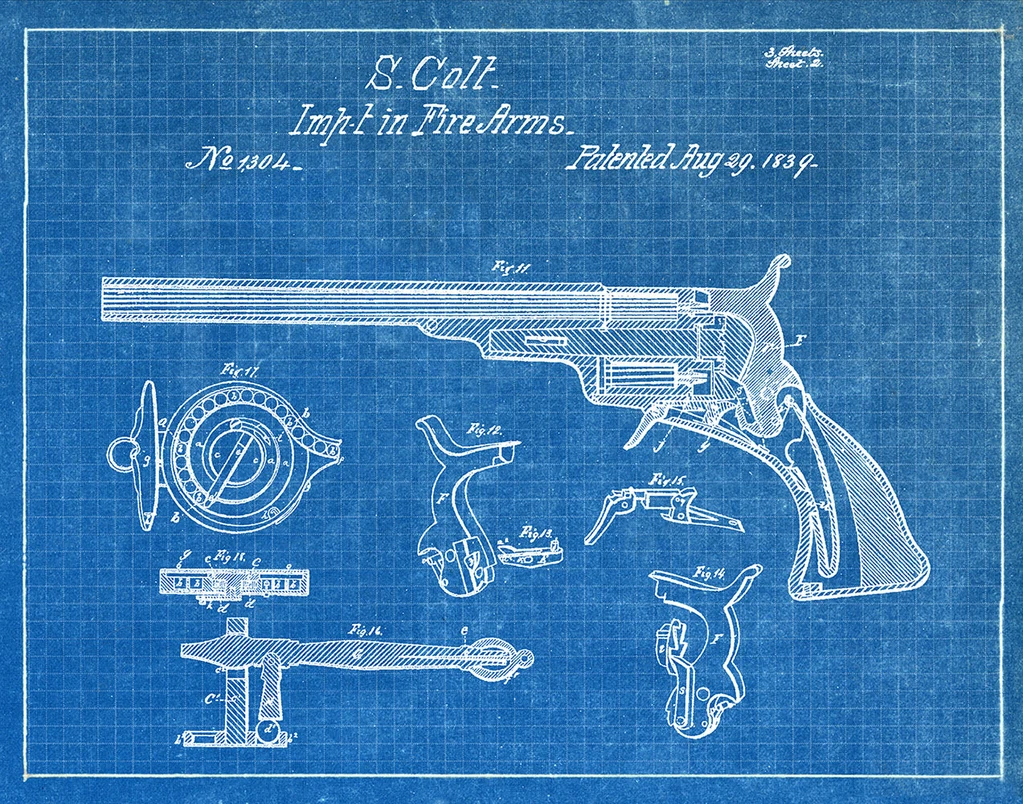 S. Colt.
3, Sheets.
Sheet. 2.
Imp-t in Fire Arms.
No 1,304.
Patented Aug 29, 1839.
Fig. 11.
F
Fig. 17.
b
a
g
b
Fig. 12.
F
j
Fig. 15.
Fig. 13.
Fig. 18.
g
c
C
d
d
Fig. 14.
F
S
Fig. 16.
e
G
C'
d'
b
b²